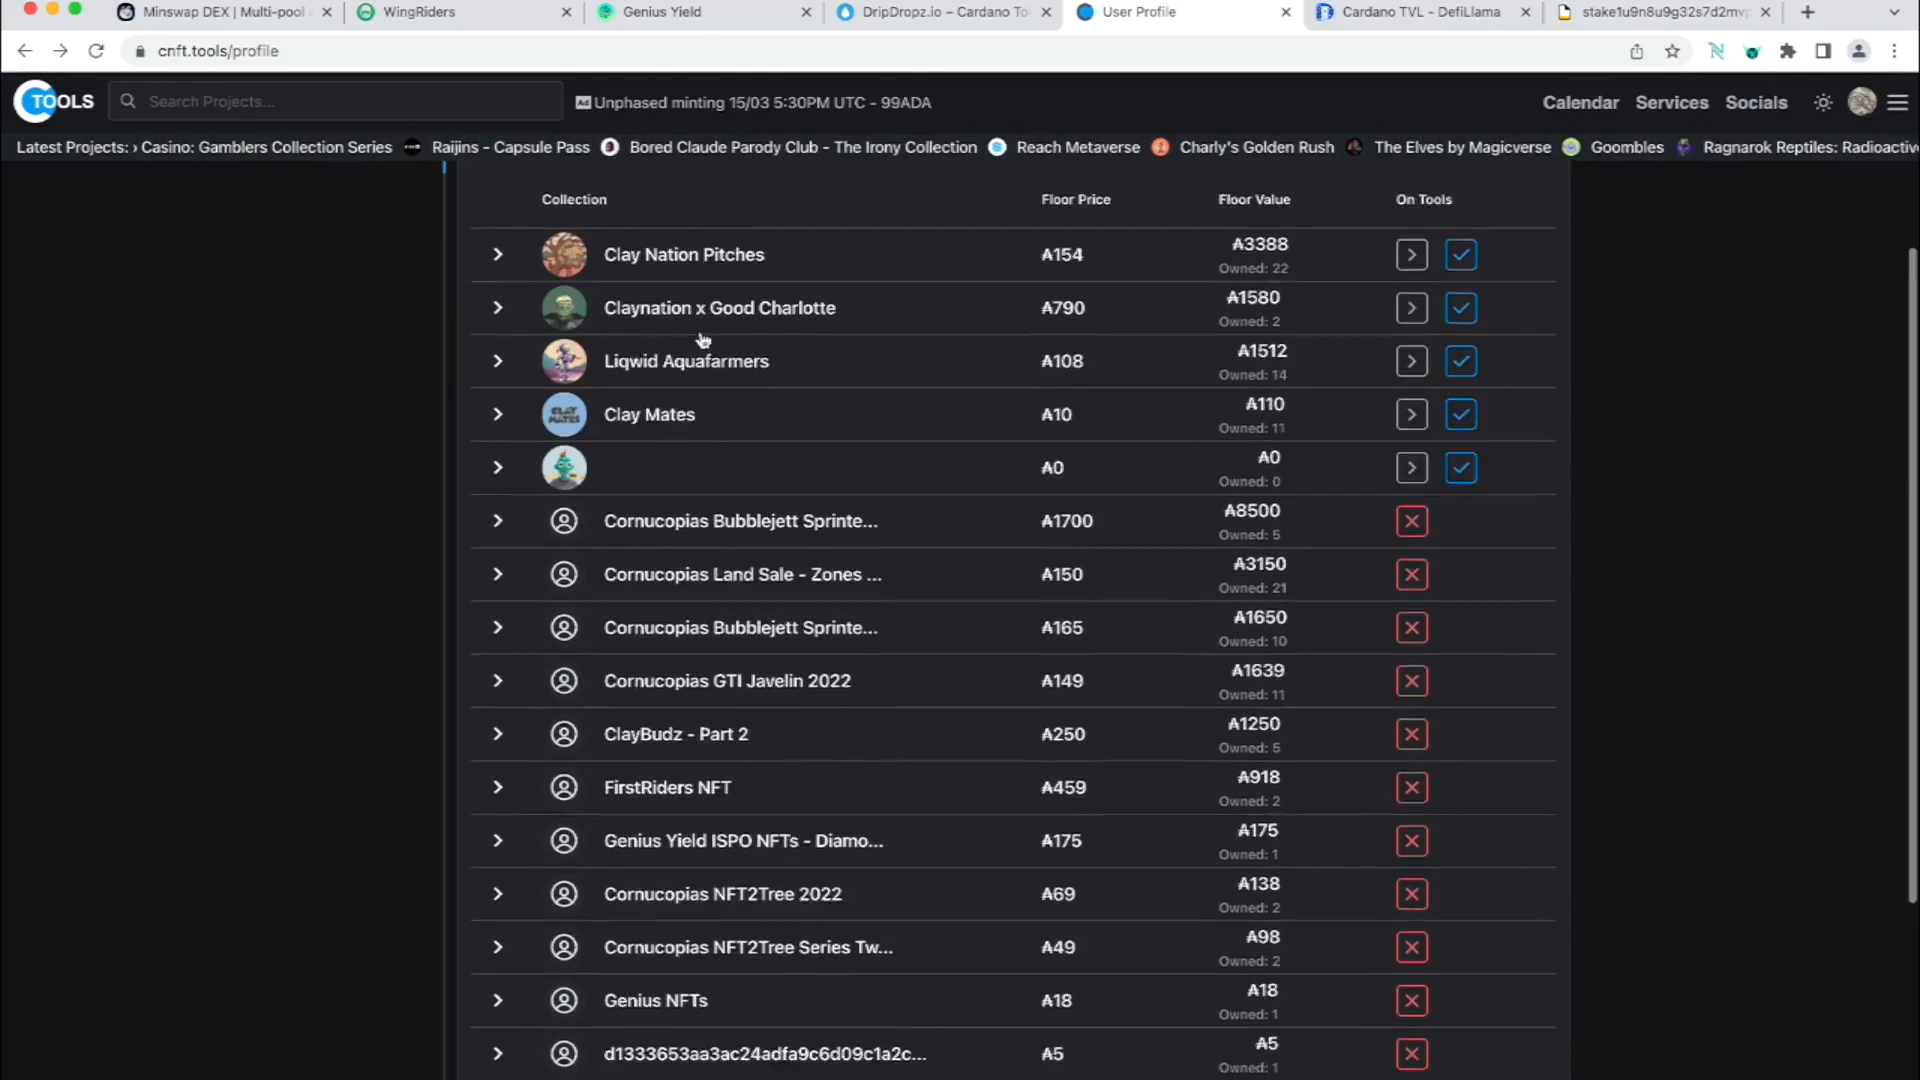 Minswap DEX | Multi-pool
WingRiders
Genius Yield
DripDropz.io – Cardano To
User Profile
Cardano TVL - DefiLlama
stake1u9n8u9g32s7d2mv
cnft.tools/profile
TOOLS
Search Projects...
Ad Unphased minting 15/03 5:30PM UTC - 99ADA
Calendar
Services
Socials
Latest Projects: › Casino: Gamblers Collection Series
Raijins - Capsule Pass
Bored Claude Parody Club - The Irony Collection
Reach Metaverse
Charly's Golden Rush
The Elves by Magicverse
Goombles
Ragnarok Reptiles: Radioactiv
Collection
Floor Price
Floor Value
On Tools
Clay Nation Pitches
₳154
₳3388
Owned: 22
Claynation x Good Charlotte
₳790
₳1580
Owned: 2
Liqwid Aquafarmers
₳108
₳1512
Owned: 14
CLAY MATES
Clay Mates
₳10
₳110
Owned: 11
₳0
₳0
Owned: 0
Cornucopias Bubblejett Sprinte...
₳1700
₳8500
Owned: 5
Cornucopias Land Sale - Zones ...
₳150
₳3150
Owned: 21
Cornucopias Bubblejett Sprinte...
₳165
₳1650
Owned: 10
Cornucopias GTI Javelin 2022
₳149
₳1639
Owned: 11
ClayBudz - Part 2
₳250
₳1250
Owned: 5
FirstRiders NFT
₳459
₳918
Owned: 2
Genius Yield ISPO NFTs - Diamo...
₳175
₳175
Owned: 1
Cornucopias NFT2Tree 2022
₳69
₳138
Owned: 2
Cornucopias NFT2Tree Series Tw...
₳49
₳98
Owned: 2
Genius NFTs
₳18
₳18
Owned: 1
d1333653aa3ac24adfa9c6d09c1a2c...
₳5
₳5
Owned: 1